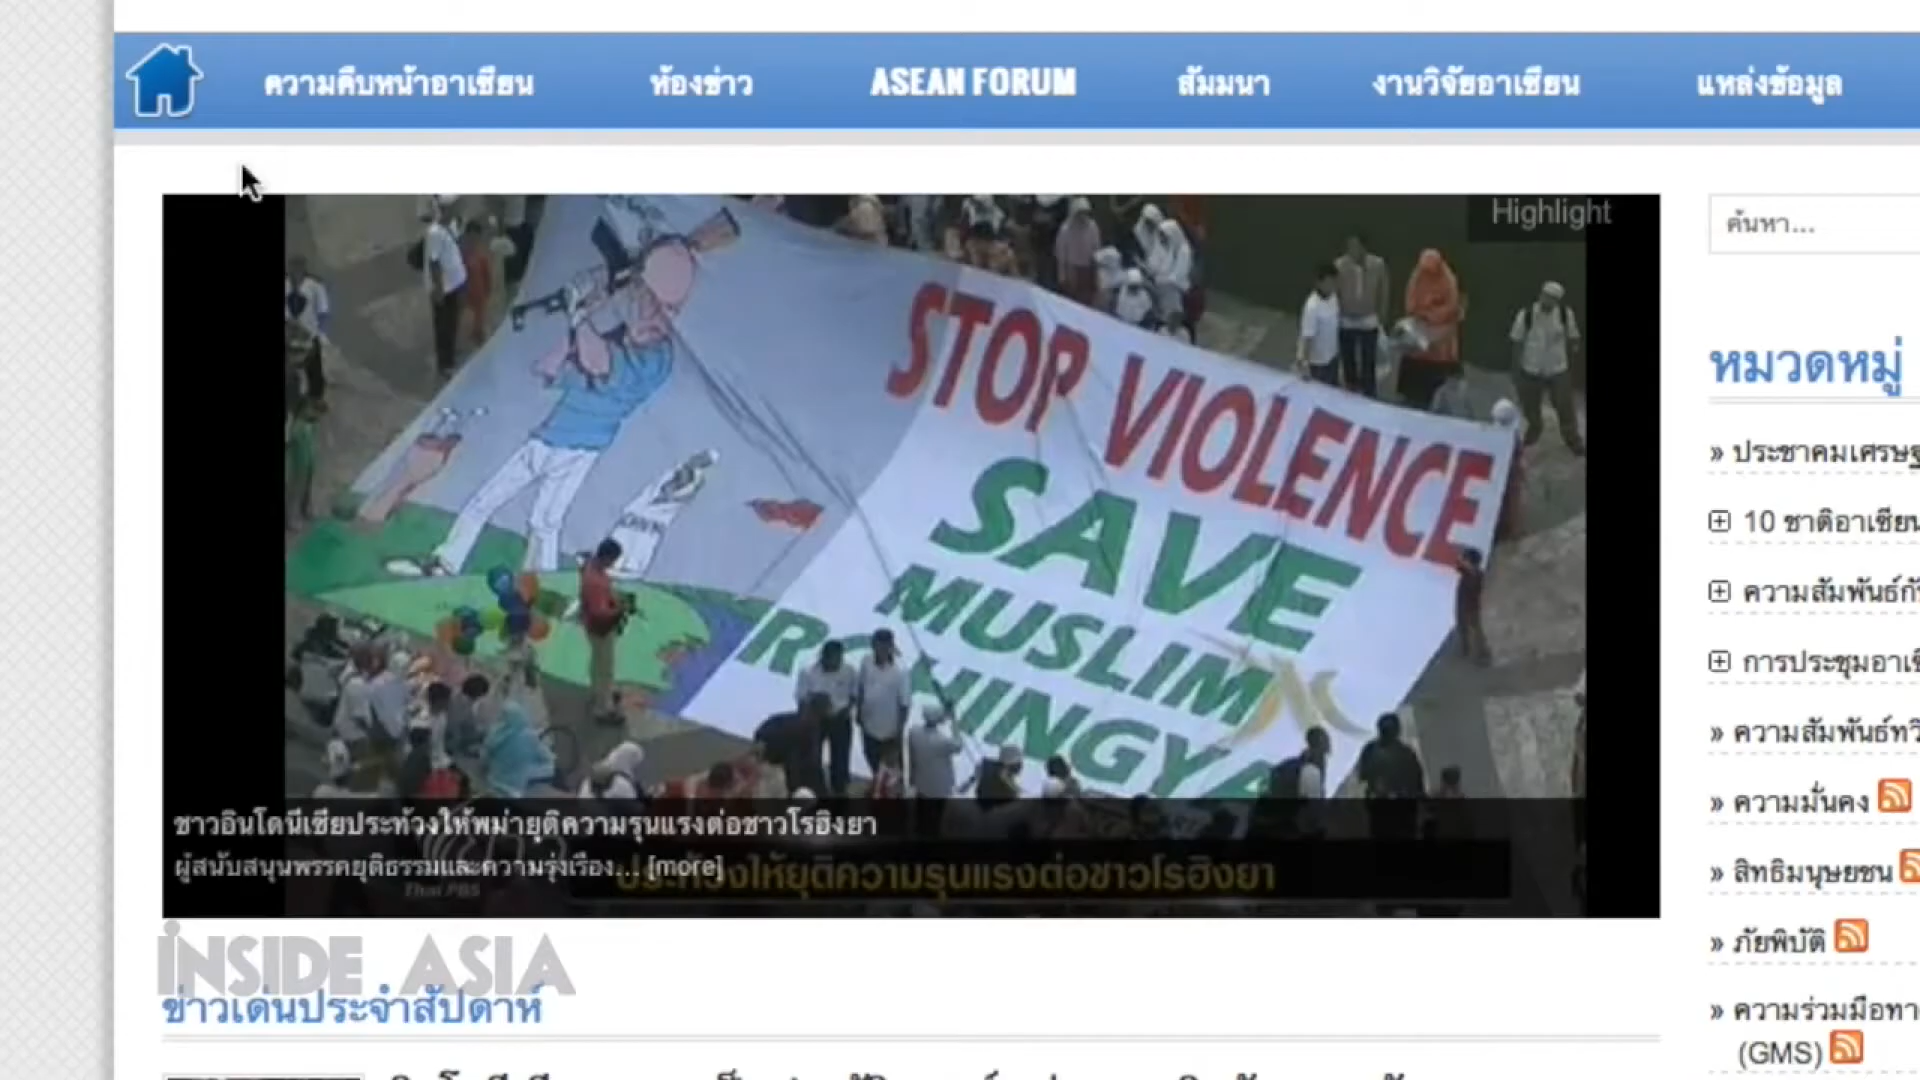 ความคืบหน้าอาเซียน ห้องข่าว ASEAN FORUM สัมมนา งานวิจัยอาเซียน แหล่งข้อมูล
Highlight
ค้นหา...
STOP VIOLENCE
SAVE
MUSLIM
ROHINGYA
ชาวอินโดนีเซียประท้วงให้พม่ายุติความรุนแรงต่อชาวโรฮิงยา
ผู้สนับสนุนพรรคยุติธรรมและความรุ่งเรือง... [more]
ประท้วงให้ยุติความรุนแรงต่อชาวโรฮิงยา
Thai PBS
INSIDE ASIA
ข่าวเด่นประจำสัปดาห์
หมวดหมู่
» ประชาคมเศรษฐ
10 ชาติอาเซียน
ความสัมพันธ์กับ
การประชุมอาเซี
» ความสัมพันธ์ทวิ
» ความมั่นคง
» สิทธิมนุษยชน
» ภัยพิบัติ
» ความร่วมมือทา
(GMS)